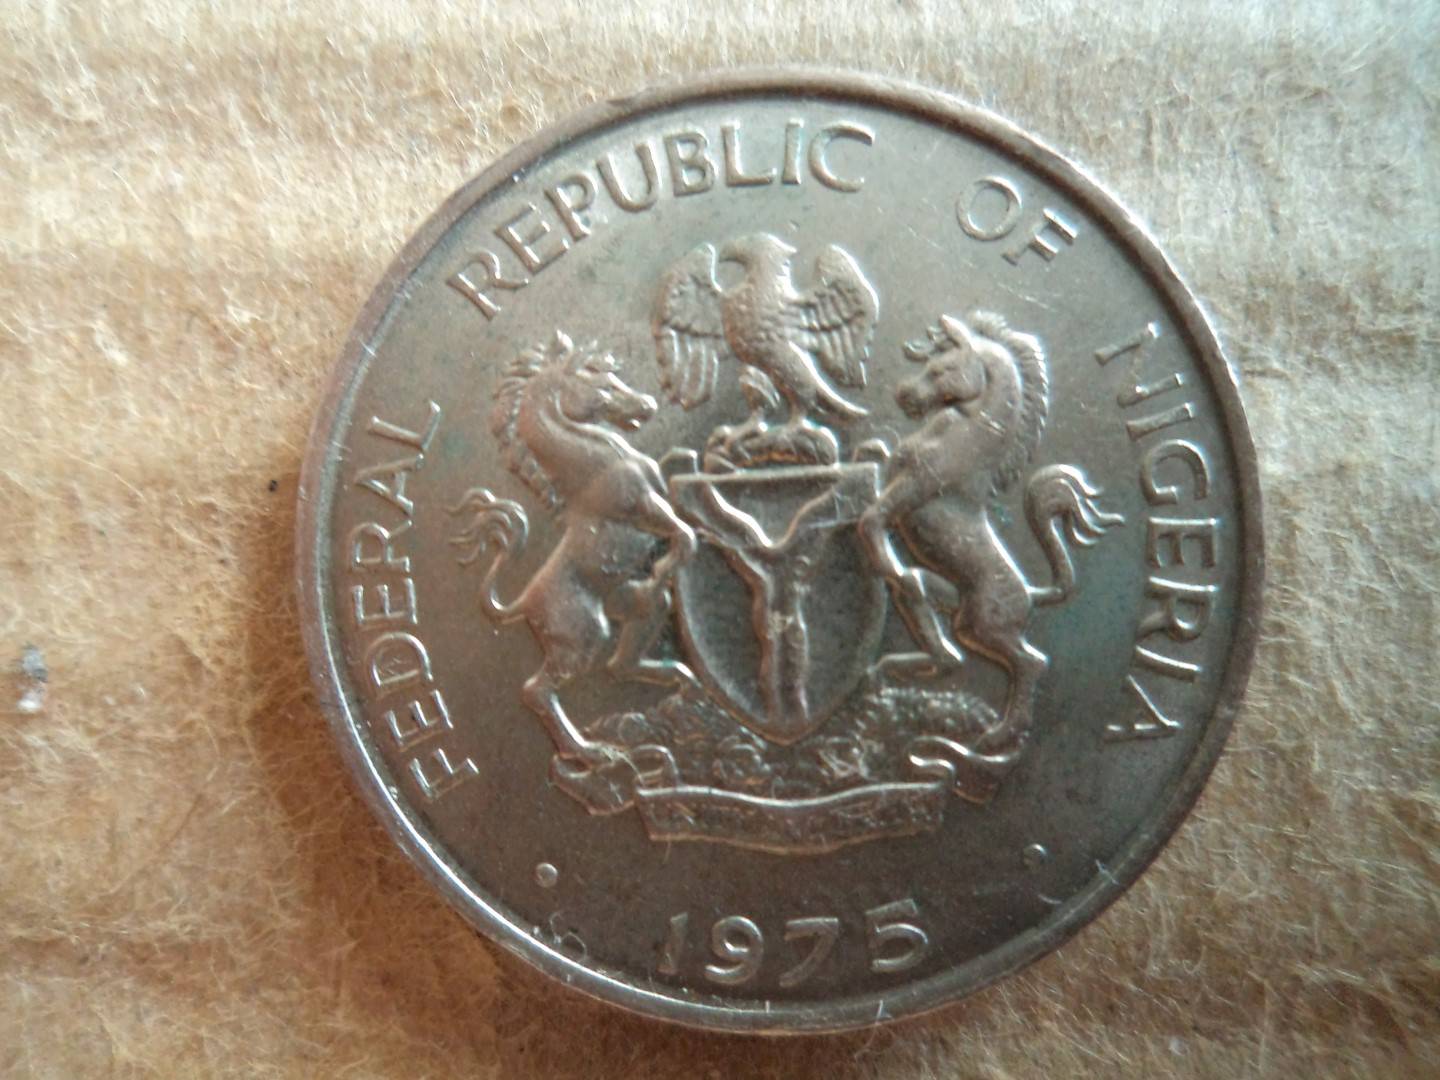 FEDERAL REPUBLIC OF NIGERIA
1975